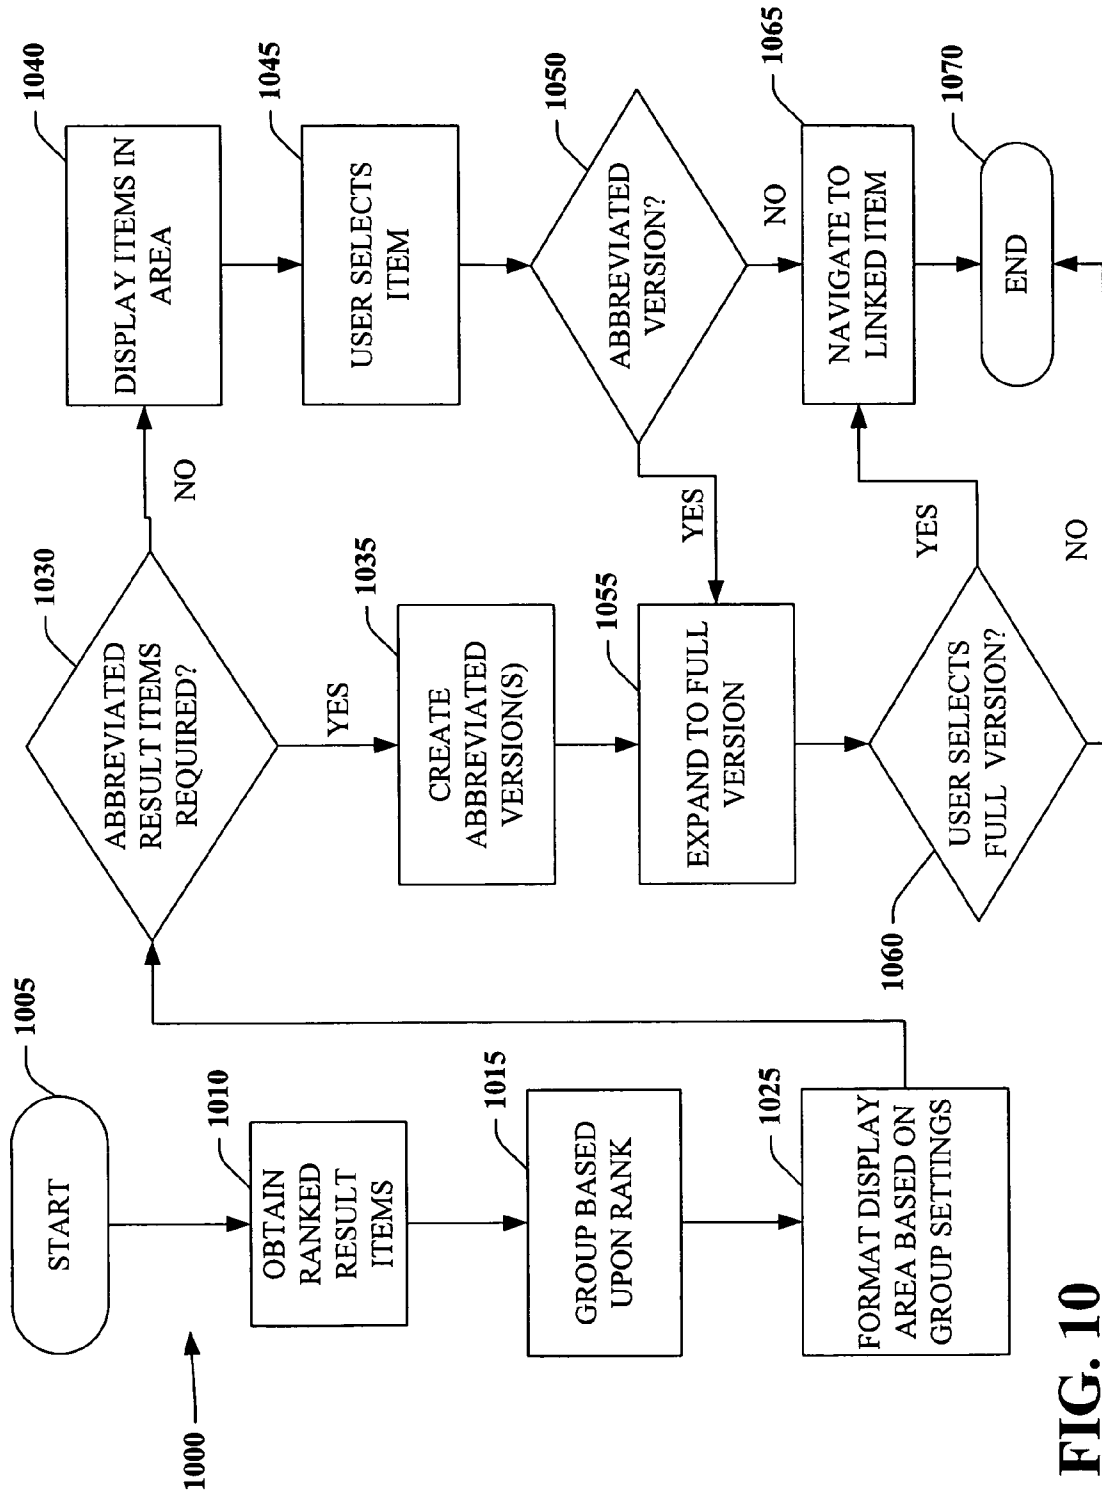 START
1005
1000
OBTAIN
RANKED
RESULT
ITEMS
1010
GROUP BASED
UPON RANK
1015
FORMAT DISPLAY
AREA BASED ON
GROUP SETTINGS
1025
ABBREVIATED
RESULT ITEMS
REQUIRED?
1030
NO
YES
CREATE
ABBREVIATED
VERSION(S)
1035
EXPAND TO FULL
VERSION
1055
USER SELECTS
FULL VERSION?
1060
YES
NO
DISPLAY ITEMS IN
AREA
1040
USER SELECTS
ITEM
1045
ABBREVIATED
VERSION?
1050
YES
NO
NAVIGATE TO
LINKED ITEM
1065
END
1070
FIG. 10